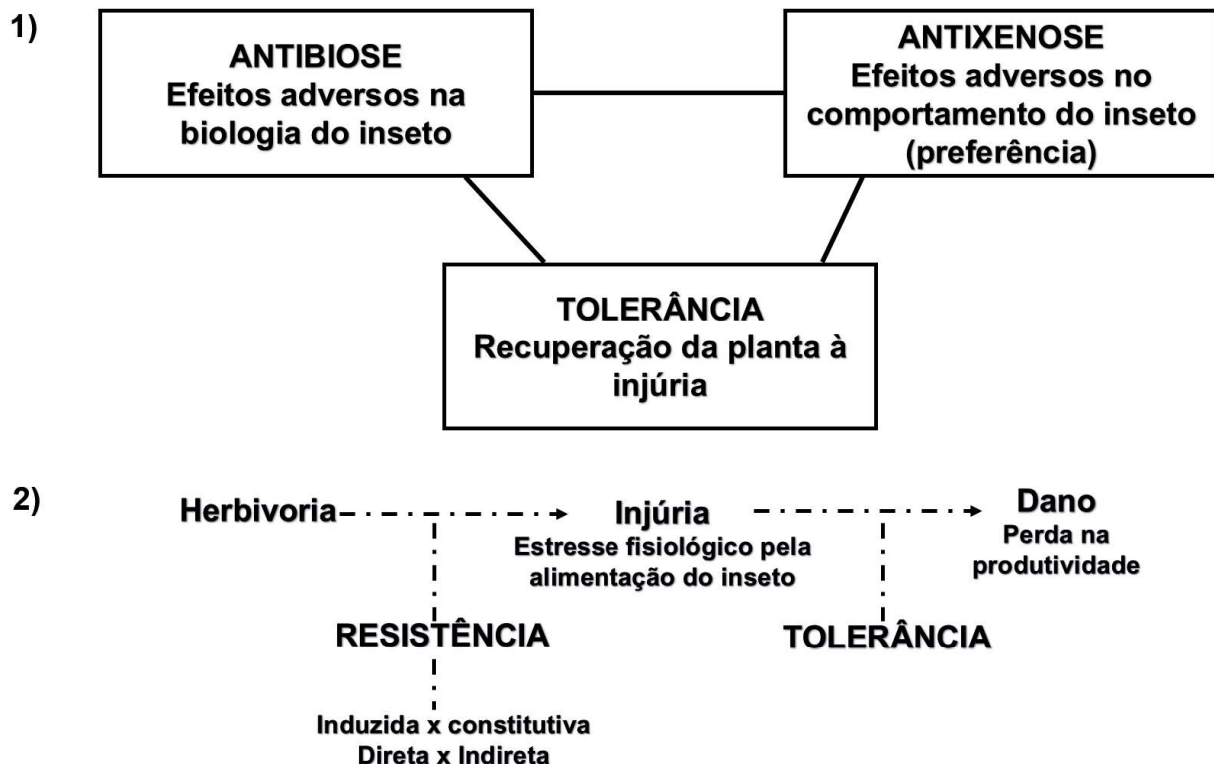 1)
ANTIBIOSE
Efeitos adversos na
biologia do inseto
ANTIXENOSE
Efeitos adversos no
comportamento do inseto
(preferência)
TOLERÂNCIA
Recuperação da planta à
injúria
2)
Herbivoria
Injúria
Estresse fisiológico pela
alimentação do inseto
Dano
Perda na
produtividade
RESISTÊNCIA
TOLERÂNCIA
Induzida x constitutiva
Direta x Indireta